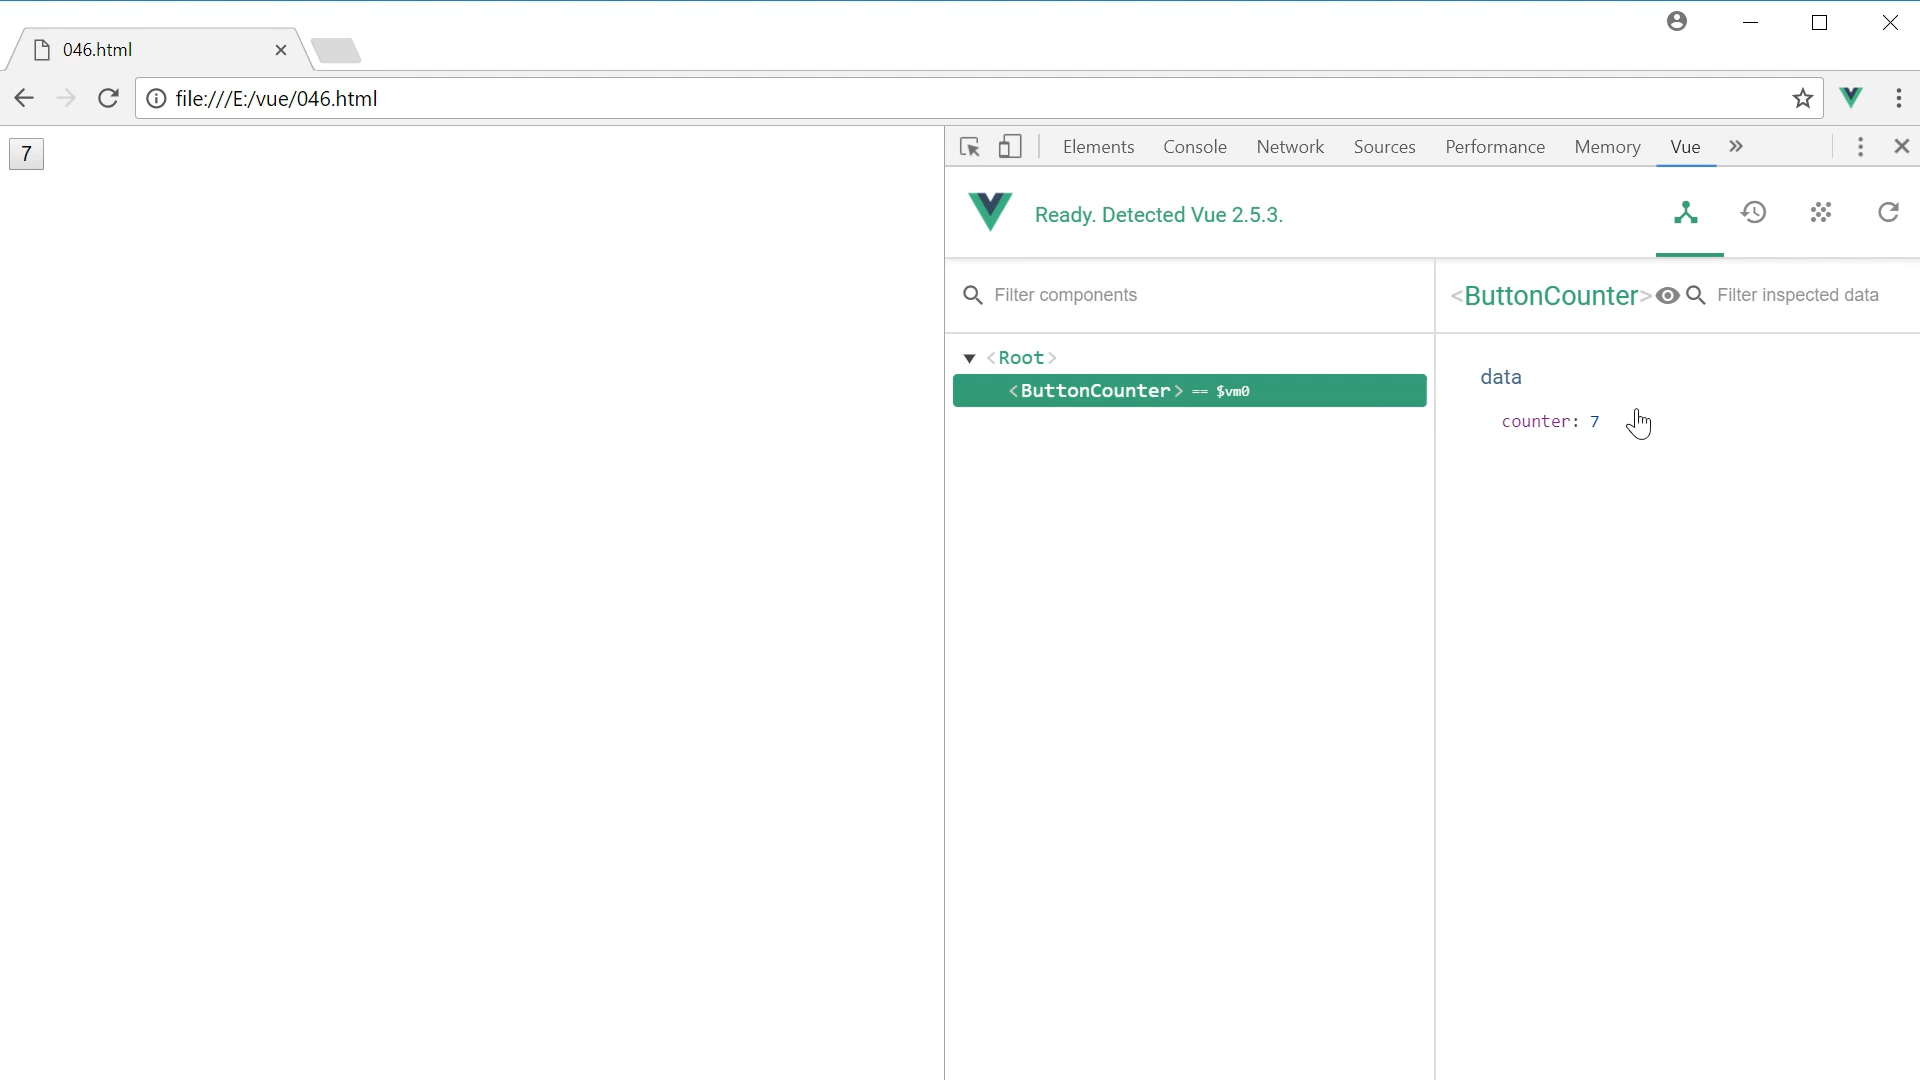 046.html
file:///E:/vue/046.html
7
Elements Console Network Sources Performance Memory Vue »
Ready. Detected Vue 2.5.3.
Filter components
<ButtonCounter> Filter inspected data
<Root>
<ButtonCounter> == $vm0
data
counter: 7